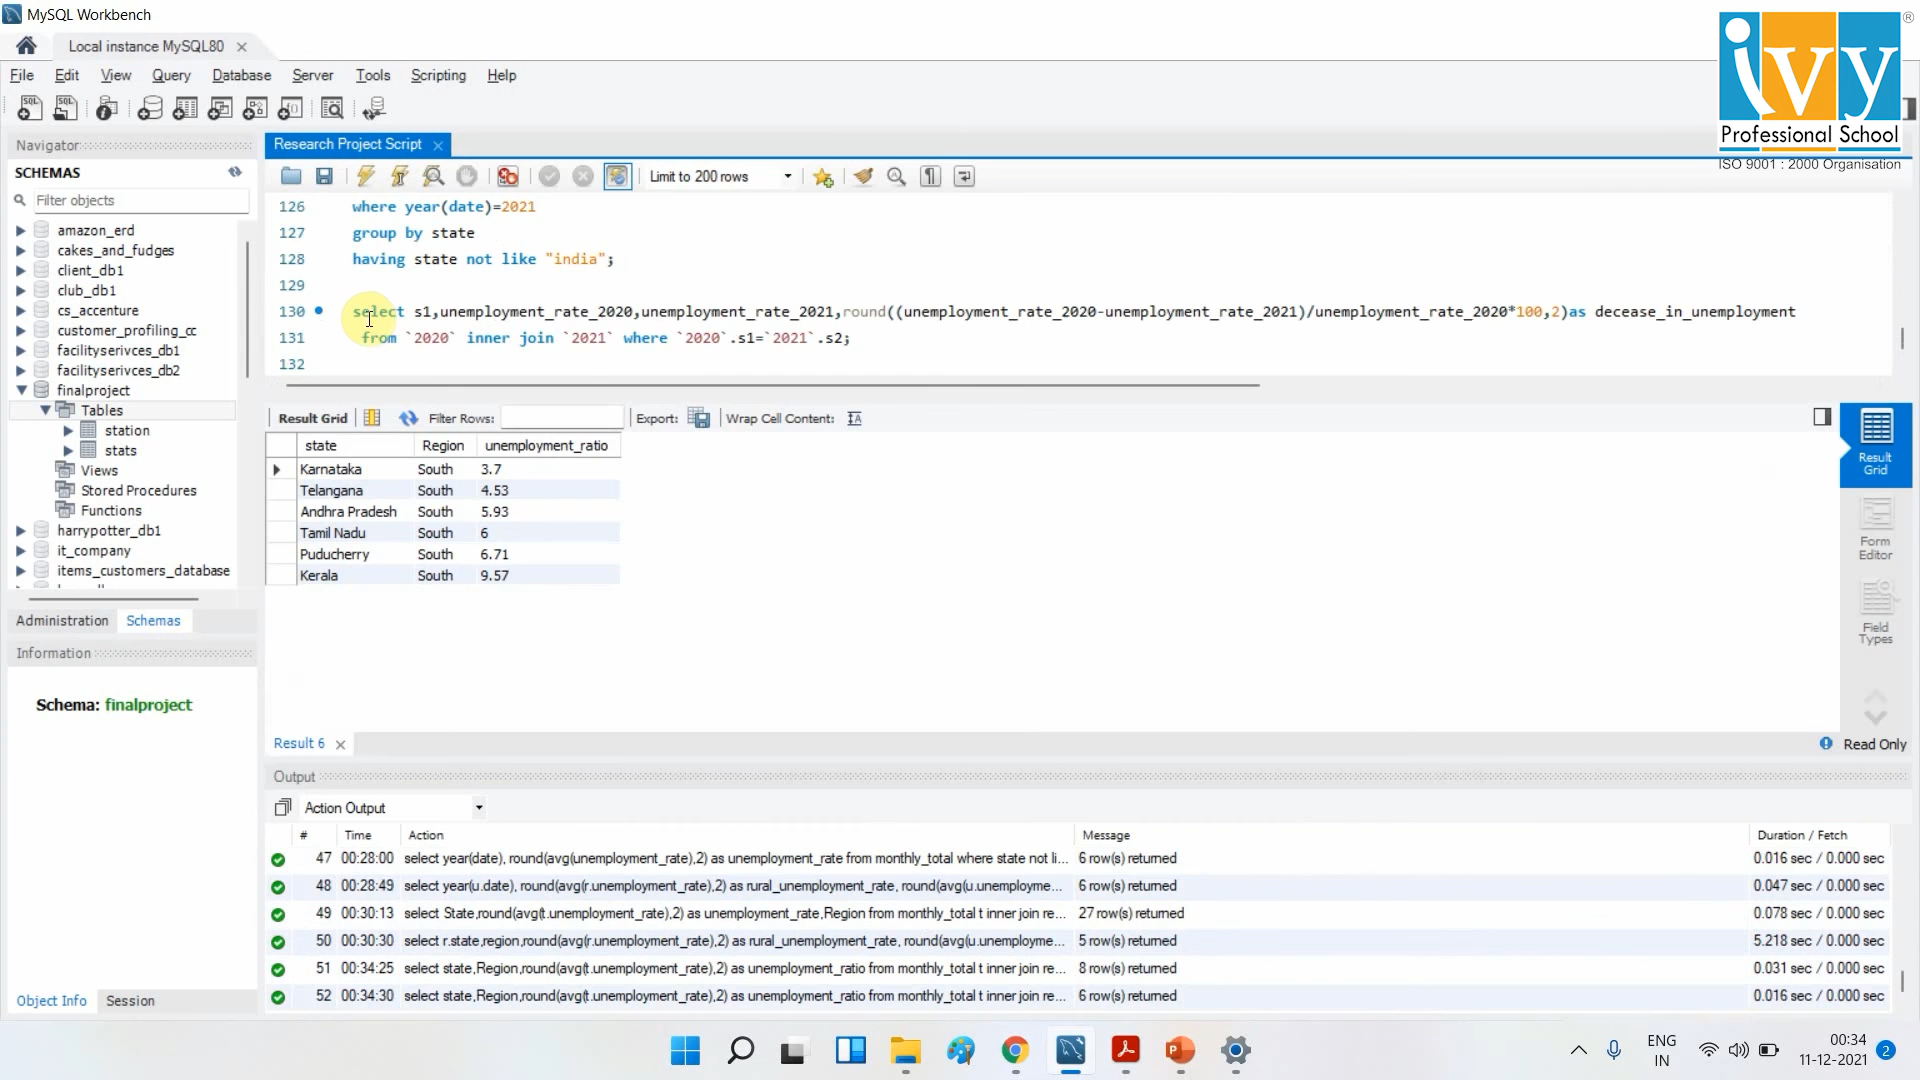 MySQL Workbench
Local instance MySQL80
File Edit View Query Database Server Tools Scripting Help
ivy
®
Professional School
ISO 9001 : 2000 Organisation
Navigator
SCHEMAS
Filter objects
amazon_erd
cakes_and_fudges
client_db1
club_db1
cs_accenture
customer_profiling_cc
facilityserivces_db1
facilityserivces_db2
finalproject
Tables
station
stats
Views
Stored Procedures
Functions
harrypotter_db1
it_company
items_customers_database
Administration Schemas
Information
Schema: finalproject
Object Info Session
Research Project Script
Limit to 200 rows
126 where year(date)=2021
127 group by state
128 having state not like "india";
129
130 select s1,unemployment_rate_2020,unemployment_rate_2021,round((unemployment_rate_2020-unemployment_rate_2021)/unemployment_rate_2020*100,2)as decease_in_unemployment
131 from `2020` inner join `2021` where `2020`.s1=`2021`.s2;
132
Result Grid Filter Rows: Export: Wrap Cell Content:
state Region unemployment_ratio
Karnataka South 3.7
Telangana South 4.53
Andhra Pradesh South 5.93
Tamil Nadu South 6
Puducherry South 6.71
Kerala South 9.57
Result Grid
Form Editor
Field Types
Result 6
Read Only
Output
Action Output
# Time Action Message Duration / Fetch
47 00:28:00 select year(date), round(avg(unemployment_rate),2) as unemployment_rate from monthly_total where state not li... 6 row(s) returned 0.016 sec / 0.000 sec
48 00:28:49 select year(u.date), round(avg(r.unemployment_rate),2) as rural_unemployment_rate, round(avg(u.unemployme... 6 row(s) returned 0.047 sec / 0.000 sec
49 00:30:13 select State,round(avg(t.unemployment_rate),2) as unemployment_rate,Region from monthly_total t inner join re... 27 row(s) returned 0.078 sec / 0.000 sec
50 00:30:30 select r.state,region,round(avg(r.unemployment_rate),2) as rural_unemployment_rate, round(avg(u.unemployme... 5 row(s) returned 5.218 sec / 0.000 sec
51 00:34:25 select state,Region,round(avg(t.unemployment_rate),2) as unemployment_ratio from monthly_total t inner join re... 8 row(s) returned 0.031 sec / 0.000 sec
52 00:34:30 select state,Region,round(avg(t.unemployment_rate),2) as unemployment_ratio from monthly_total t inner join re... 6 row(s) returned 0.016 sec / 0.000 sec
ENG
IN
00:34
11-12-2021
2